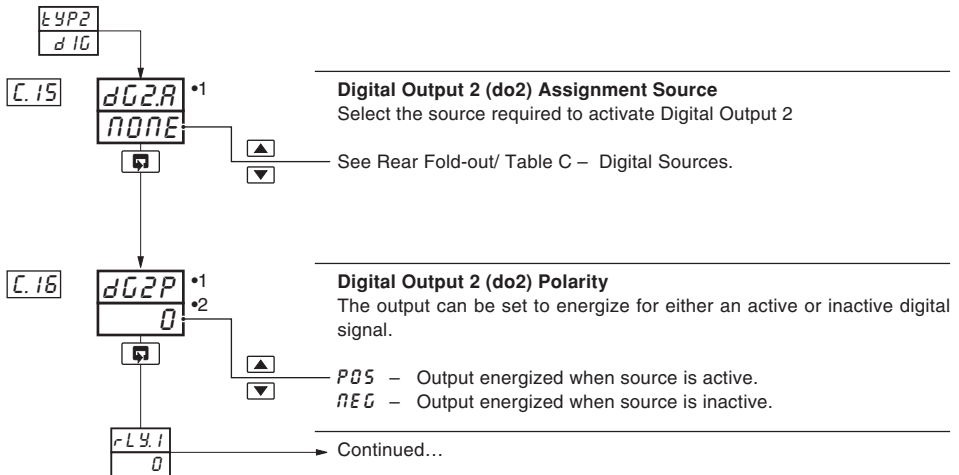 tYP2
dIG
C.15
dG2.A •1
NONE
Digital Output 2 (do2) Assignment Source
Select the source required to activate Digital Output 2
See Rear Fold-out/ Table C – Digital Sources.
C.16
dG2P •1
0 •2
Digital Output 2 (do2) Polarity
The output can be set to energize for either an active or inactive digital
signal.
POS – Output energized when source is active.
NEG – Output energized when source is inactive.
rLY.1
0
Continued…